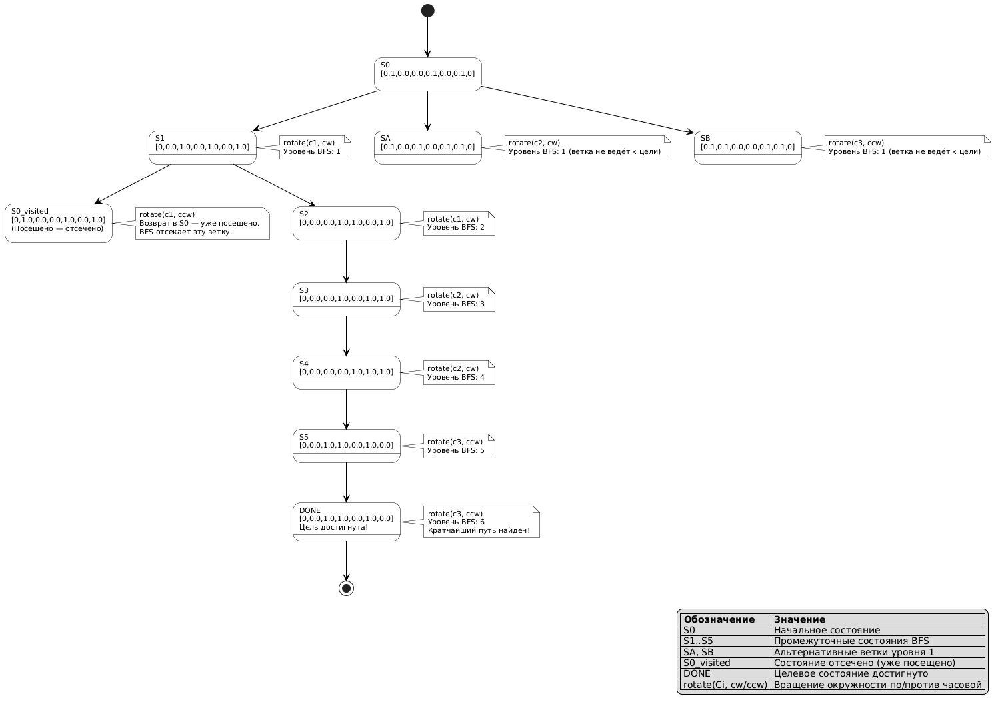 S0
[0,1,0,0,0,0,0,1,0,0,0,1,0]
S1
[0,0,0,1,0,0,0,1,0,0,0,1,0]
rotate(c1, cw)
Уровень BFS: 1
SA
[0,1,0,0,0,1,0,0,0,1,0,1,0]
rotate(c2, cw)
Уровень BFS: 1 (ветка не ведёт к цели)
SB
[0,1,0,1,0,0,0,0,0,1,0,1,0]
rotate(c3, ccw)
Уровень BFS: 1 (ветка не ведёт к цели)
S0_visited
[0,1,0,0,0,0,0,1,0,0,0,1,0]
(Посещено — отсечено)
rotate(c1, ccw)
Возврат в S0 — уже посещено.
BFS отсекает эту ветку.
S2
[0,0,0,0,0,1,0,1,0,0,0,1,0]
rotate(c1, cw)
Уровень BFS: 2
S3
[0,0,0,0,0,1,0,0,0,1,0,1,0]
rotate(c2, cw)
Уровень BFS: 3
S4
[0,0,0,0,0,0,0,1,0,1,0,1,0]
rotate(c2, cw)
Уровень BFS: 4
S5
[0,0,0,1,0,1,0,0,0,1,0,0,0]
rotate(c3, ccw)
Уровень BFS: 5
DONE
[0,0,0,1,0,1,0,0,0,1,0,0,0]
Цель достигнута!
rotate(c3, ccw)
Уровень BFS: 6
Кратчайший путь найден!
Обозначение Значение
S0 Начальное состояние
S1..S5 Промежуточные состояния BFS
SA, SB Альтернативные ветки уровня 1
S0_visited Состояние отсечено (уже посещено)
DONE Целевое состояние достигнуто
rotate(Ci, cw/ccw) Вращение окружности по/против часовой